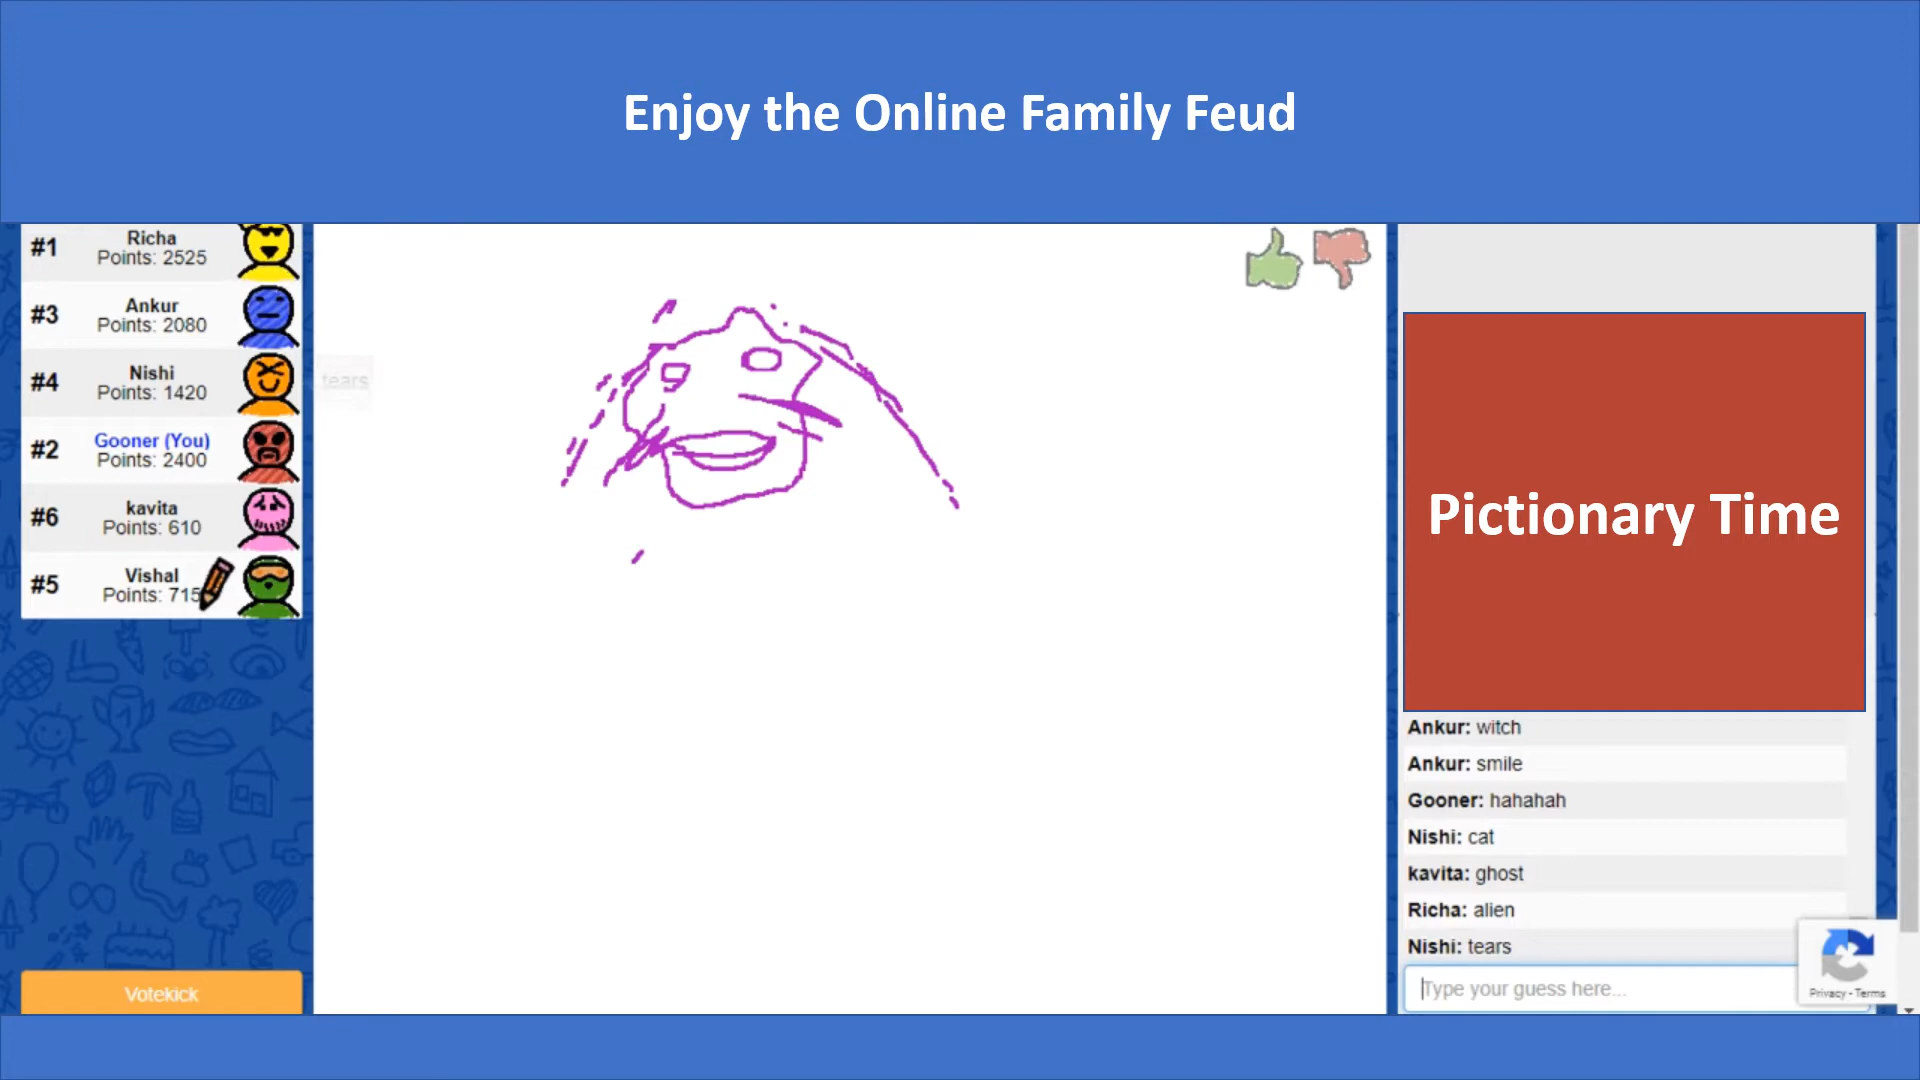 Enjoy the Online Family Feud
#1
Richa
Points: 2525
#3
Ankur
Points: 2080
#4
Nishi
Points: 1420
#2
Gooner (You)
Points: 2400
#6
kavita
Points: 610
#5
Vishal
Points: 715
Votekick
tears
Pictionary Time
Ankur: witch
Ankur: smile
Gooner: hahahah
Nishi: cat
kavita: ghost
Richa: alien
Nishi: tears
Type your guess here...
Privacy - Terms